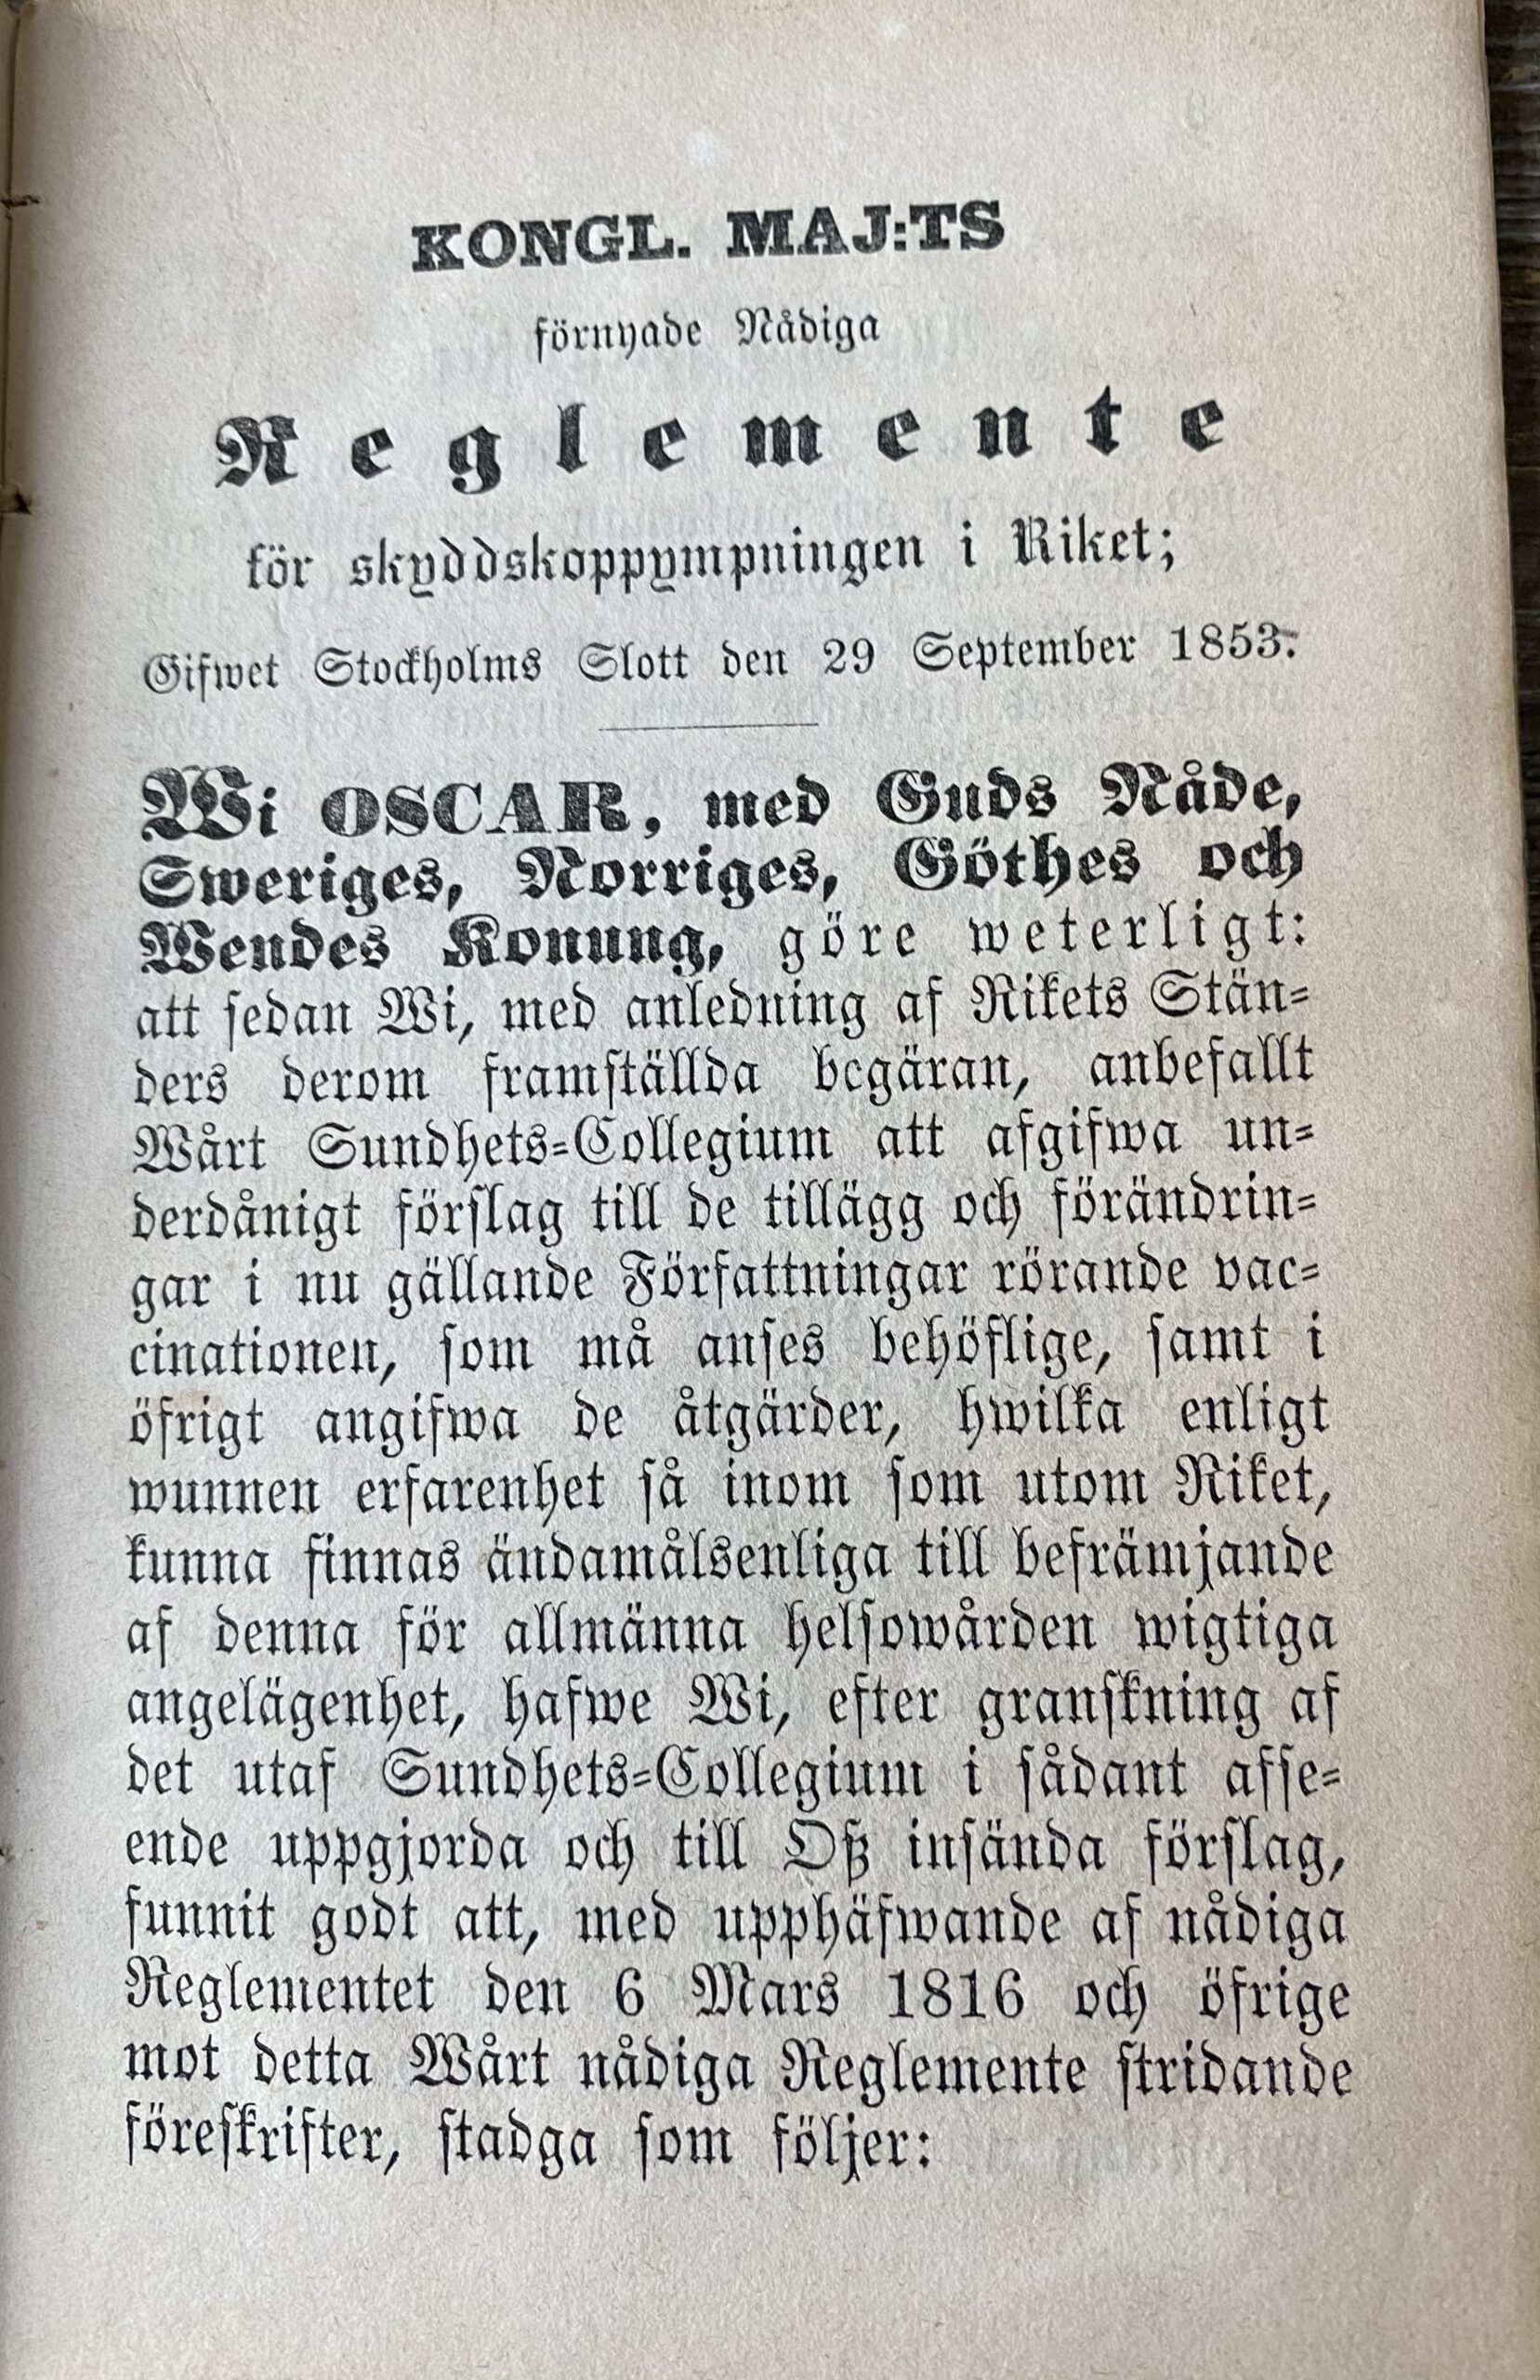 KONGL. MAJ:TS
förnyade Nådiga
Reglemente
för skyddskoppympningen i Riket;
Gifwet Stockholms Slott den 29 September 1853.
Wi OSCAR, med Guds Nåde,
Sweriges, Norriges, Göthes och
Wendes Konung, göre weterligt:
att sedan Wi, med anledning af Rikets Stän-
ders derom framställda begäran, anbefallt
Wårt Sundhets-Collegium att afgifwa un-
derdånigt förslag till de tillägg och förändrin-
gar i nu gällande Författningar rörande vac-
cinationen, som må anses behöflige, samt i
öfrigt angifwa de åtgärder, hwilka enligt
wunnen erfarenhet så inom som utom Riket,
kunna finnas ändamålsenliga till befrämjande
af denna för allmänna helsowården wigtiga
angelägenhet, hafwe Wi, efter granskning af
det utaf Sundhets-Collegium i sådant afse-
ende uppgjorda och till Oß insända förslag,
funnit godt att, med upphäfwande af nådiga
Reglementet den 6 Mars 1816 och öfrige
mot detta Wårt nådiga Reglemente stridande
föreskrifter, stadga som följer: